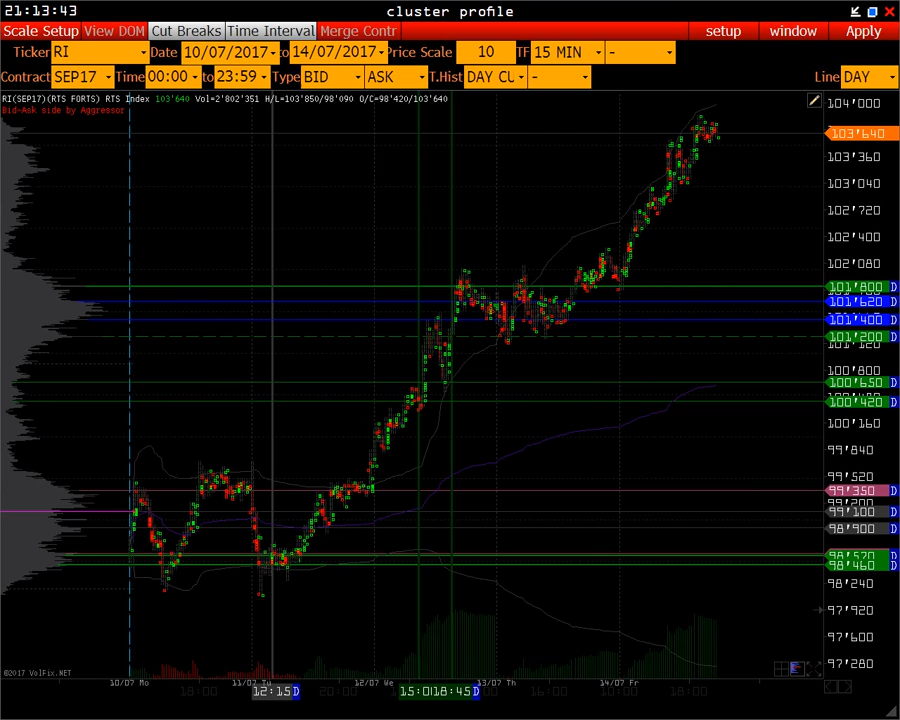 21:13:43 cluster profile
Scale Setup View DOM Cut Breaks Time Interval Merge Contr setup window Apply
Ticker RI Date 10/07/2017 to 14/07/2017 Price Scale 10 TF 15 MIN -
Contract SEP17 Time 00:00 to 23:59 Type BID ASK T.Hist DAY CU - Line DAY
RI(SEP17)(RTS FORTS) RTS Index 103'640 Vol=2'802'351 H/L=103'850/98'090 O/C=98'420/103'640
Bid-Ask side by Aggressor
104'000
103'640
103'360
103'040
102'720
102'400
102'080
101'800 D
101'620 D
101'400 D
101'200 D
101'120
100'800
100'650 D
100'420 D
100'160
99'840
99'520
99'350 D
99'200
99'100 D
98'900 D
98'520 D
98'460 D
98'240
97'920
97'600
97'280
©2017 VolFix.NET
10/07 Mo 11/07 Tu 12/07 We 13/07 Th 14/07 Fr
18:00 12:15 D 20:00 15:01 18:45 D 16:00 10:00 18:00